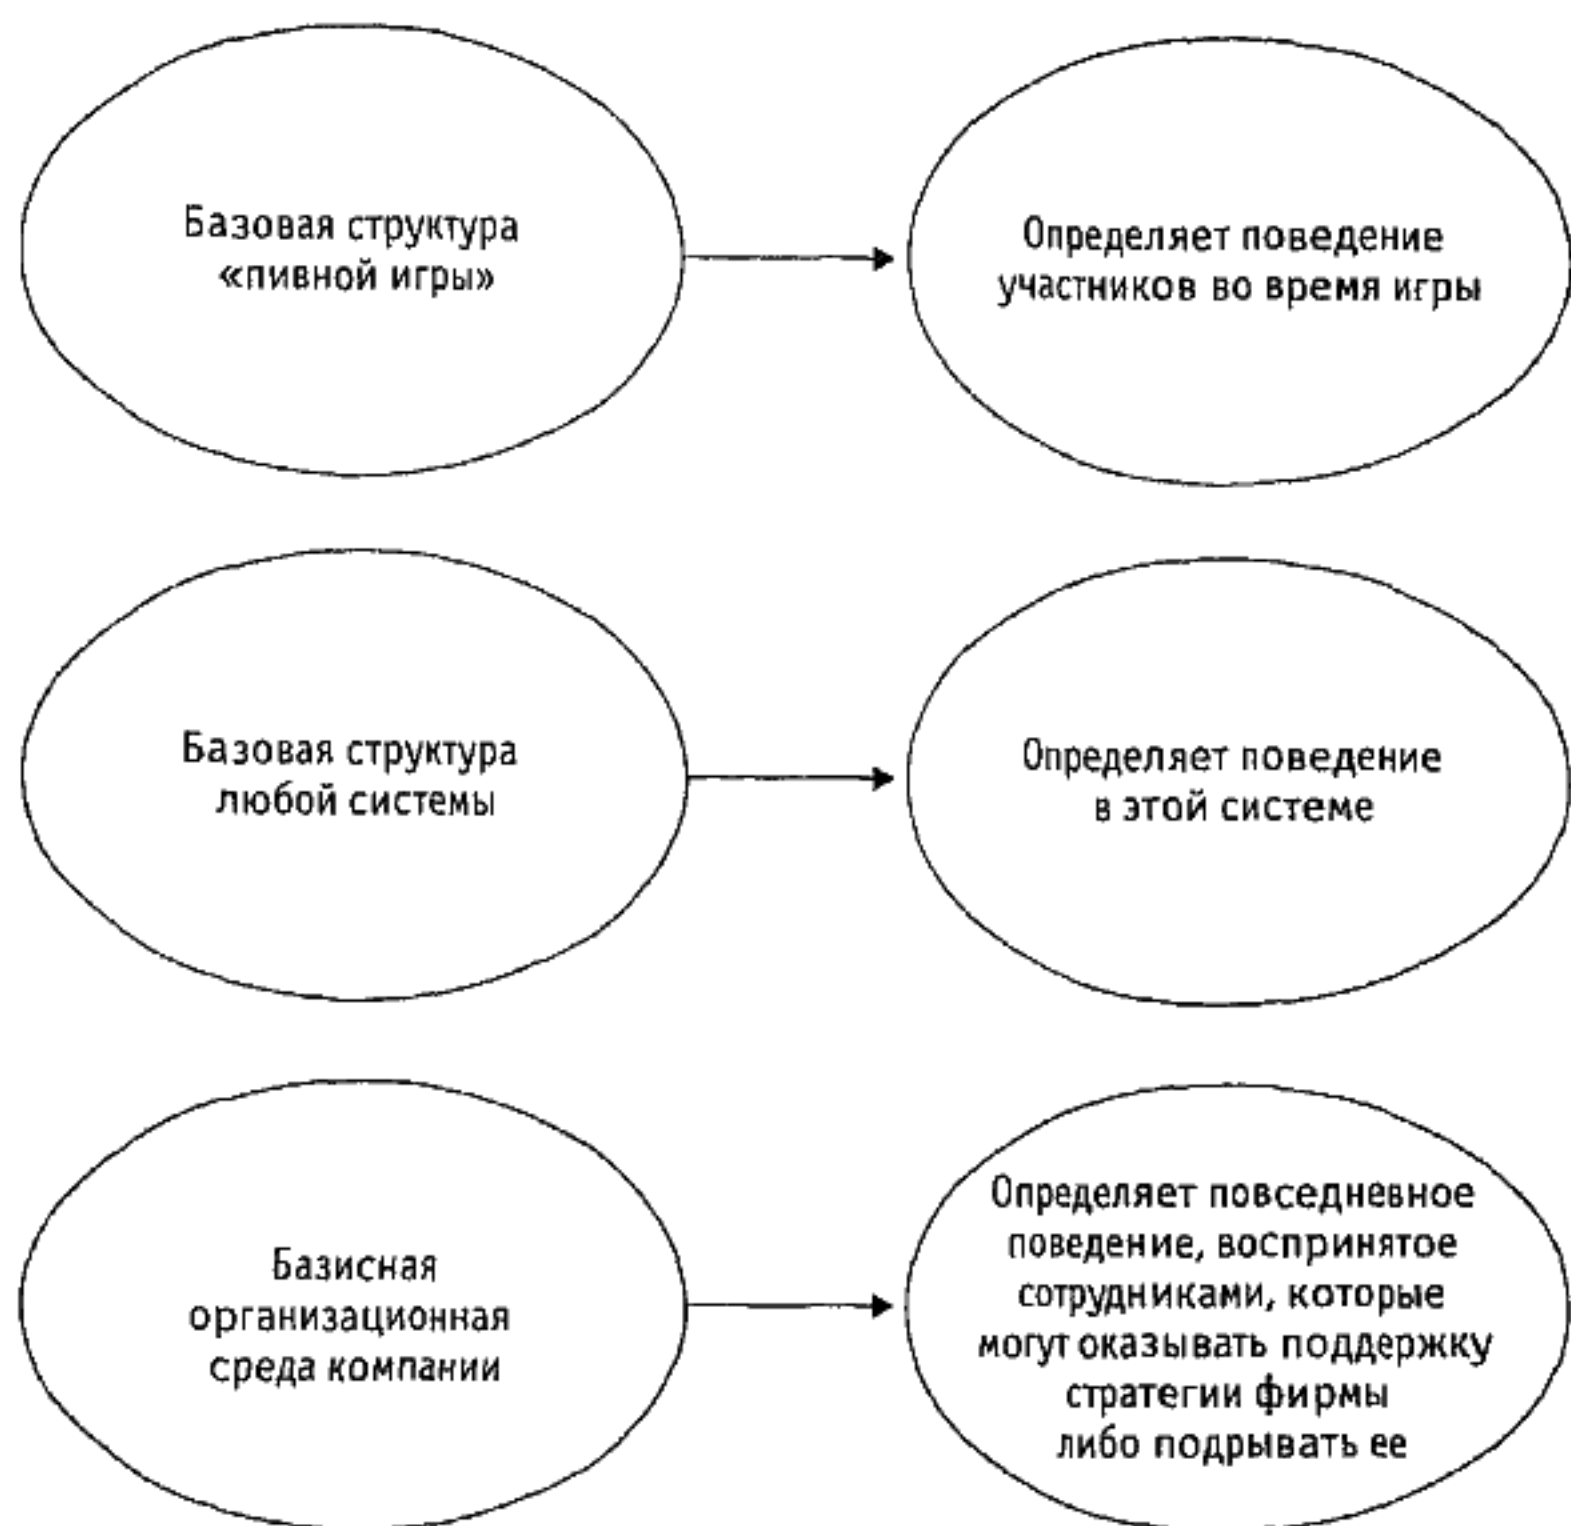 Базовая структура
«пивной игры»
Определяет поведение
участников во время игры
Базовая структура
любой системы
Определяет поведение
в этой системе
Базисная
организационная
среда компании
Определяет повседневное
поведение, воспринятое
сотрудниками, которые
могут оказывать поддержку
стратегии фирмы
либо подрывать ее